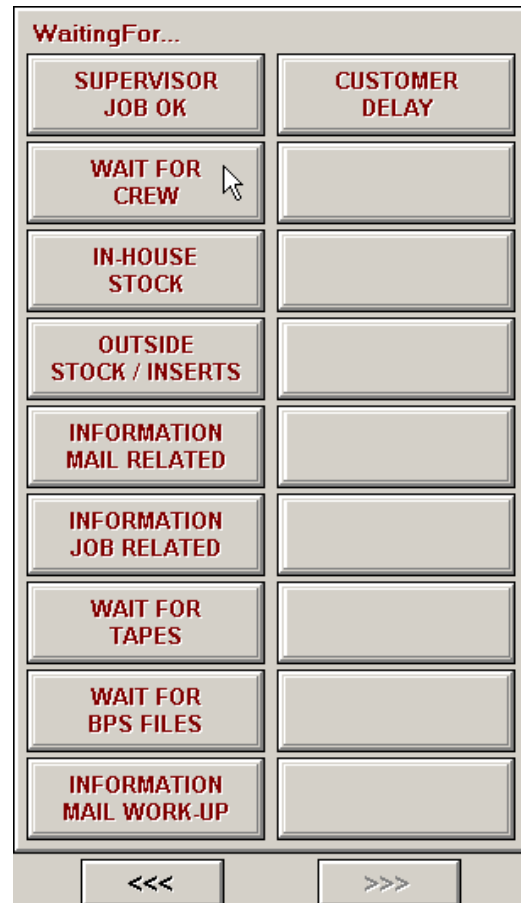 WaitingFor...
SUPERVISOR
JOB OK
CUSTOMER
DELAY
WAIT FOR
CREW
IN-HOUSE
STOCK
OUTSIDE
STOCK / INSERTS
INFORMATION
MAIL RELATED
INFORMATION
JOB RELATED
WAIT FOR
TAPES
WAIT FOR
BPS FILES
INFORMATION
MAIL WORK-UP
<<<
>>>